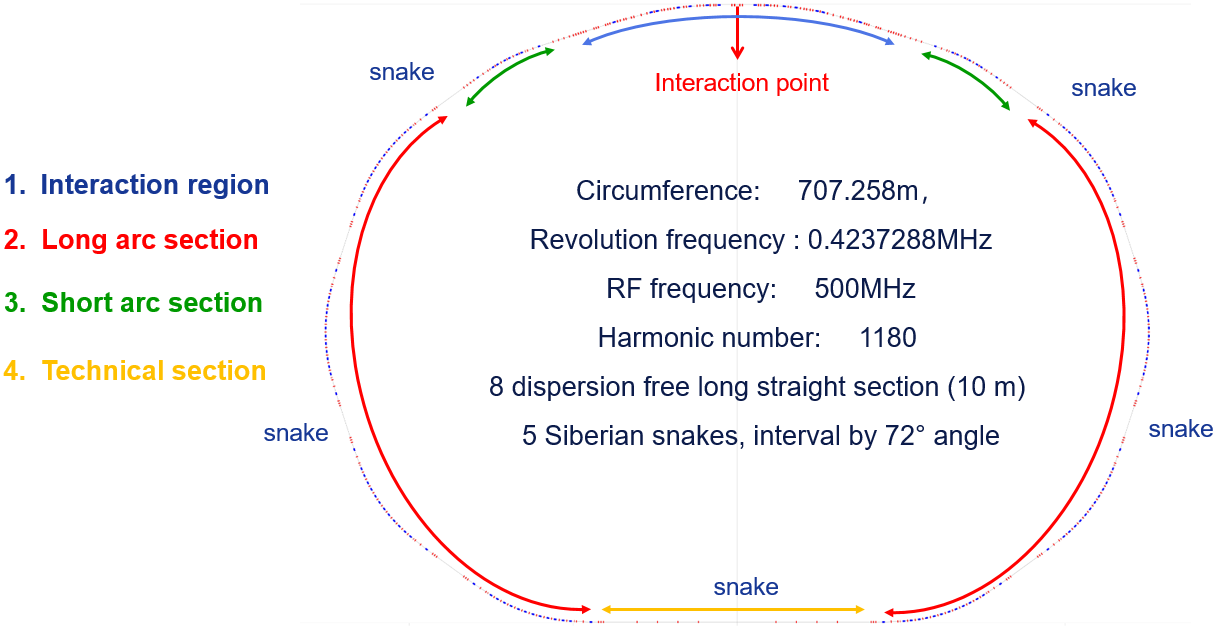 Interaction point
snake
snake
1. Interaction region
2. Long arc section
3. Short arc section
4. Technical section
Circumference: 707.258m,
Revolution frequency : 0.4237288MHz
RF frequency: 500MHz
Harmonic number: 1180
8 dispersion free long straight section (10 m)
5 Siberian snakes, interval by 72° angle
snake
snake
snake